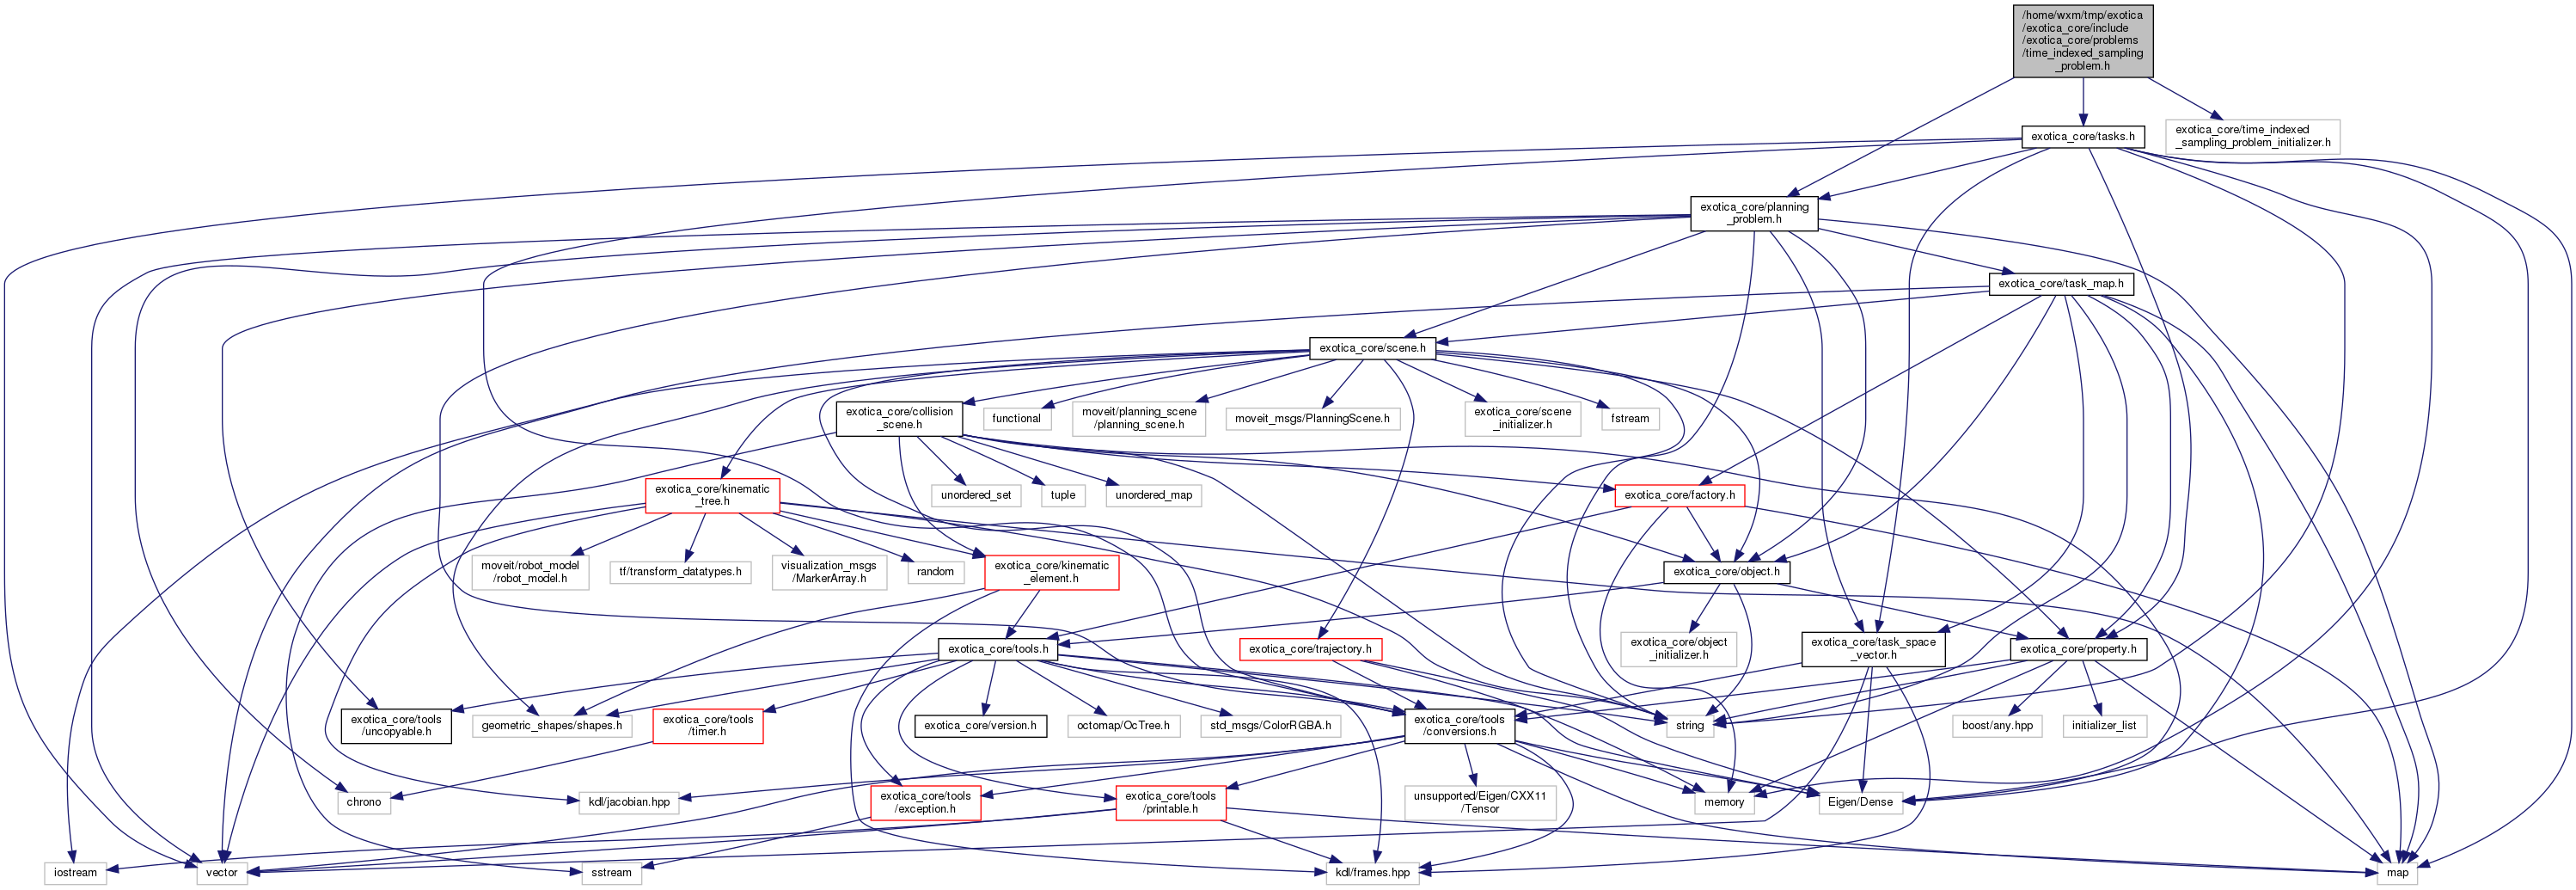 /home/wxm/tmp/exotica
/exotica_core/include
/exotica_core/problems
/time_indexed_sampling
_problem.h
exotica_core/tasks.h
exotica_core/time_indexed
_sampling_problem_initializer.h
exotica_core/planning
_problem.h
exotica_core/task_map.h
exotica_core/scene.h
exotica_core/collision
_scene.h
functional
moveit/planning_scene
/planning_scene.h
moveit_msgs/PlanningScene.h
exotica_core/scene
_initializer.h
fstream
exotica_core/kinematic
_tree.h
unordered_set
tuple
unordered_map
exotica_core/factory.h
moveit/robot_model
/robot_model.h
tf/transform_datatypes.h
visualization_msgs
/MarkerArray.h
random
exotica_core/kinematic
_element.h
exotica_core/object.h
exotica_core/tools.h
exotica_core/trajectory.h
exotica_core/object
_initializer.h
exotica_core/task_space
_vector.h
exotica_core/property.h
exotica_core/tools
/uncopyable.h
geometric_shapes/shapes.h
exotica_core/tools
/timer.h
exotica_core/version.h
octomap/OcTree.h
std_msgs/ColorRGBA.h
exotica_core/tools
/conversions.h
string
boost/any.hpp
initializer_list
chrono
kdl/jacobian.hpp
exotica_core/tools
/exception.h
exotica_core/tools
/printable.h
unsupported/Eigen/CXX11
/Tensor
memory
Eigen/Dense
iostream
vector
sstream
kdl/frames.hpp
map